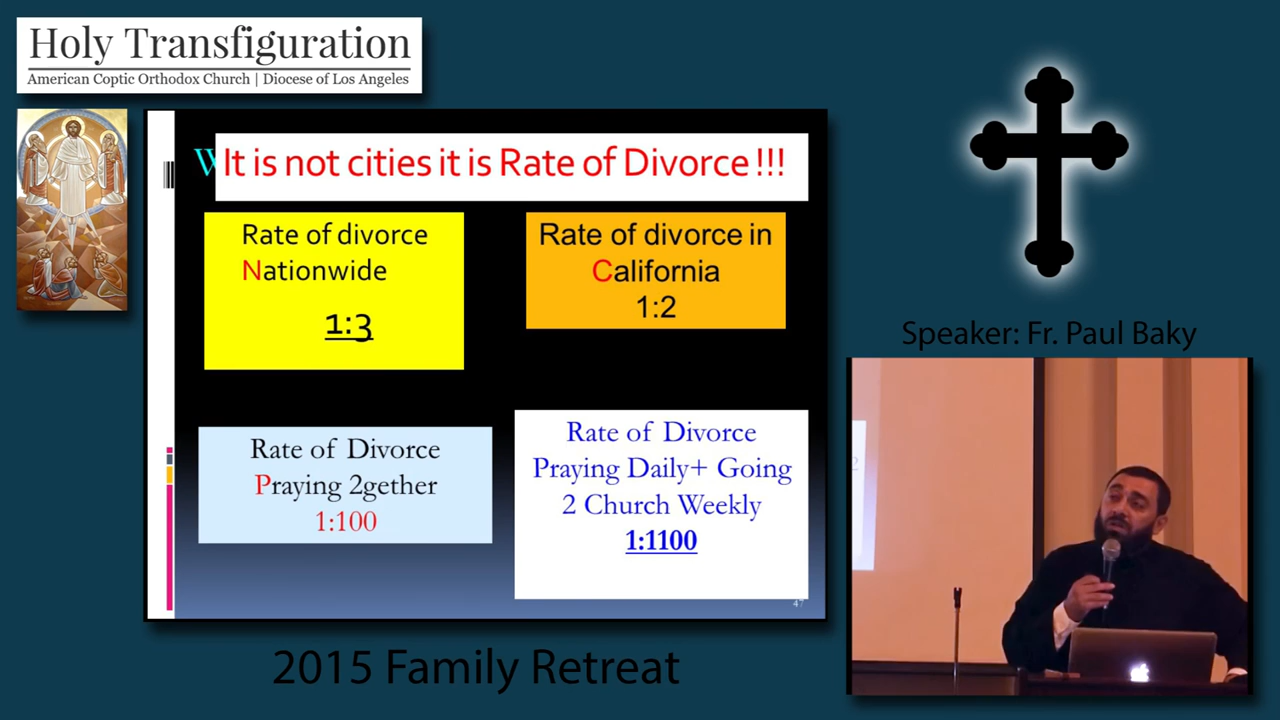 Holy Transfiguration
American Coptic Orthodox Church | Diocese of Los Angeles
It is not cities it is Rate of Divorce !!!
Rate of divorce
Nationwide
1:3
Rate of divorce in
California
1:2
Rate of Divorce
Praying 2gether
1:100
Rate of Divorce
Praying Daily+ Going
2 Church Weekly
1:1100
47
Speaker: Fr. Paul Baky
2015 Family Retreat